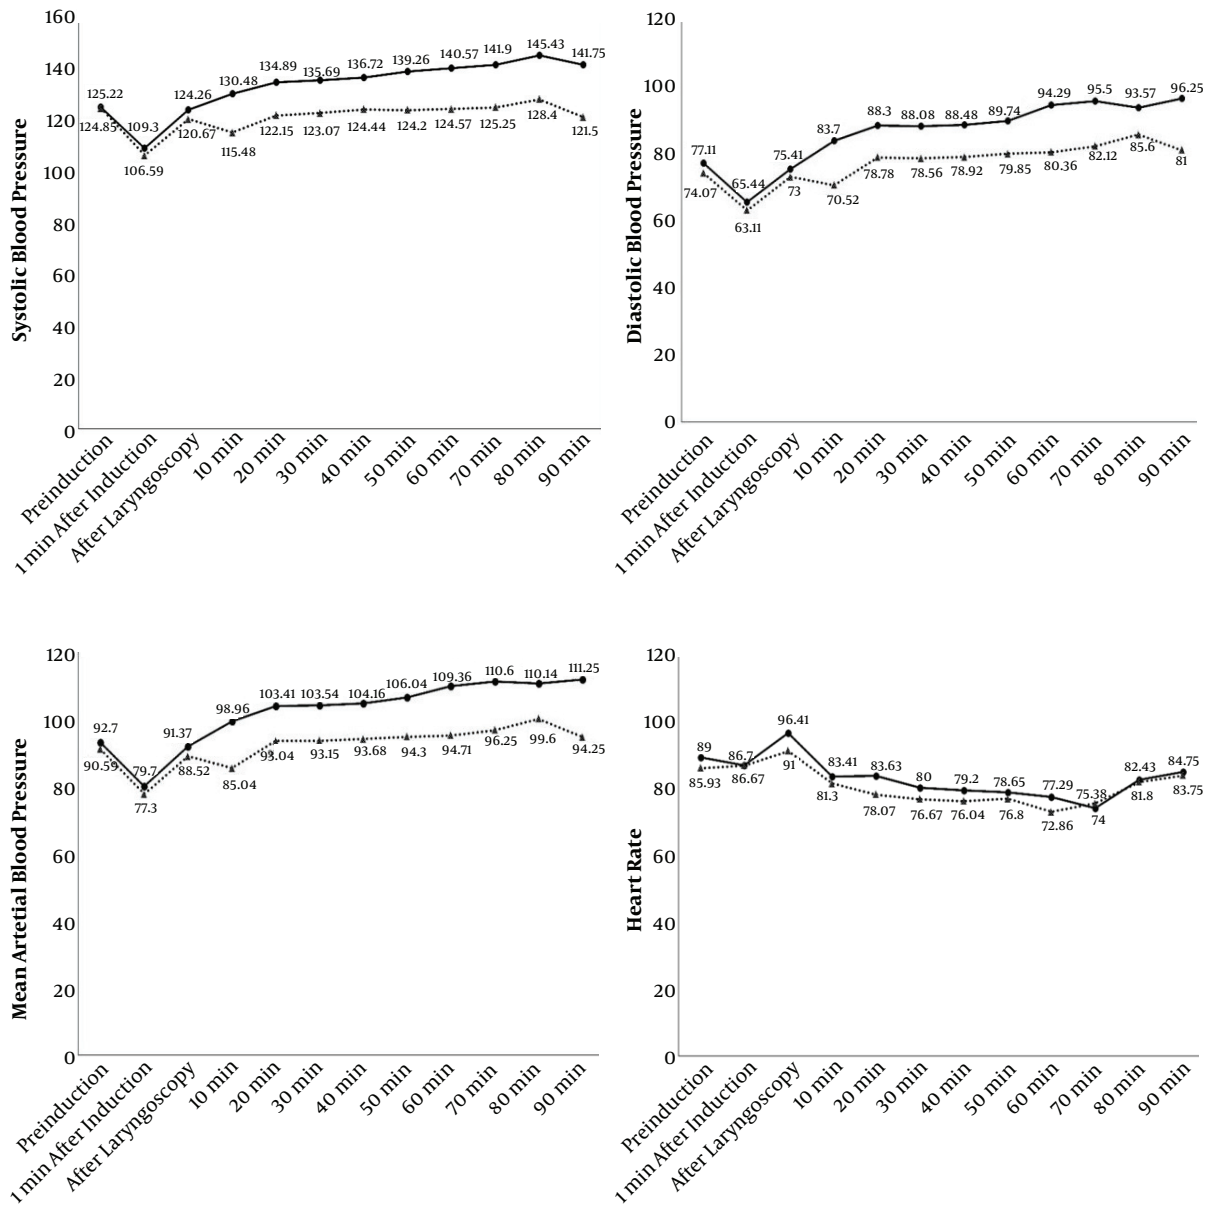 Systolic Blood Pressure
160
140
120
100
80
60
40
20
0
125.22
109.3
124.26
130.48
134.89
135.69
136.72
139.26
140.57
141.9
145.43
141.75
124.85
106.59
120.67
115.48
122.15
123.07
124.44
124.2
124.57
125.25
128.4
121.5
Preinduction
1 min After Induction
After Laryngoscopy
10 min
20 min
30 min
40 min
50 min
60 min
70 min
80 min
90 min
Diastolic Blood Pressure
120
100
80
60
40
20
0
77.11
65.44
75.41
83.7
88.3
88.08
88.48
89.74
94.29
95.5
93.57
96.25
74.07
63.11
73
70.52
78.78
78.56
78.92
79.85
80.36
82.12
85.6
81
Preinduction
1 min After Induction
After Laryngoscopy
10 min
20 min
30 min
40 min
50 min
60 min
70 min
80 min
90 min
Mean Artetial Blood Pressure
120
100
80
60
40
20
0
92.7
79.7
91.37
98.96
103.41
103.54
104.16
106.04
109.36
110.6
110.14
111.25
90.59
77.3
88.52
85.04
93.04
93.15
93.68
94.3
94.71
96.25
99.6
94.25
Preinduction
1 min After Induction
After Laryngoscopy
10 min
20 min
30 min
40 min
50 min
60 min
70 min
80 min
90 min
Heart Rate
120
100
80
60
40
20
0
89
86.7
96.41
83.41
83.63
80
79.2
78.65
77.29
75.38
82.43
84.75
85.93
86.67
91
81.3
78.07
76.67
76.04
76.8
72.86
74
81.8
83.75
Preinduction
1 min After Induction
After Laryngoscopy
10 min
20 min
30 min
40 min
50 min
60 min
70 min
80 min
90 min